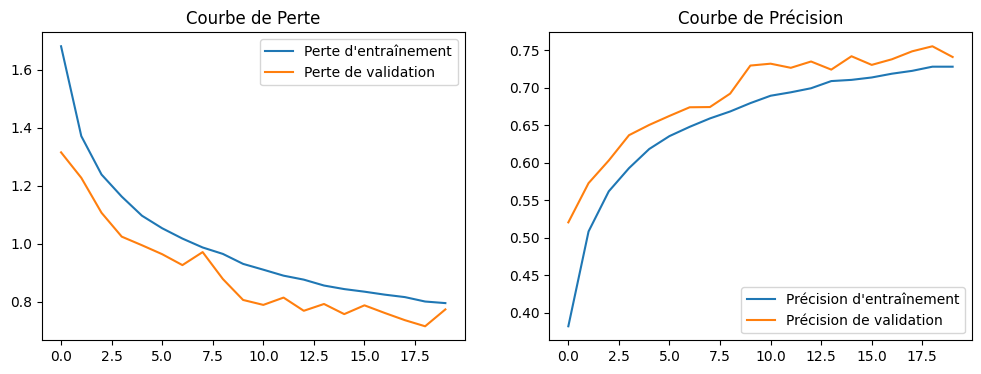 Courbe de Perte
1.6
1.4
1.2
1.0
0.8
Perte d'entraînement
Perte de validation
0.0 2.5 5.0 7.5 10.0 12.5 15.0 17.5
Courbe de Précision
0.75
0.70
0.65
0.60
0.55
0.50
0.45
0.40
Précision d'entraînement
Précision de validation
0.0 2.5 5.0 7.5 10.0 12.5 15.0 17.5